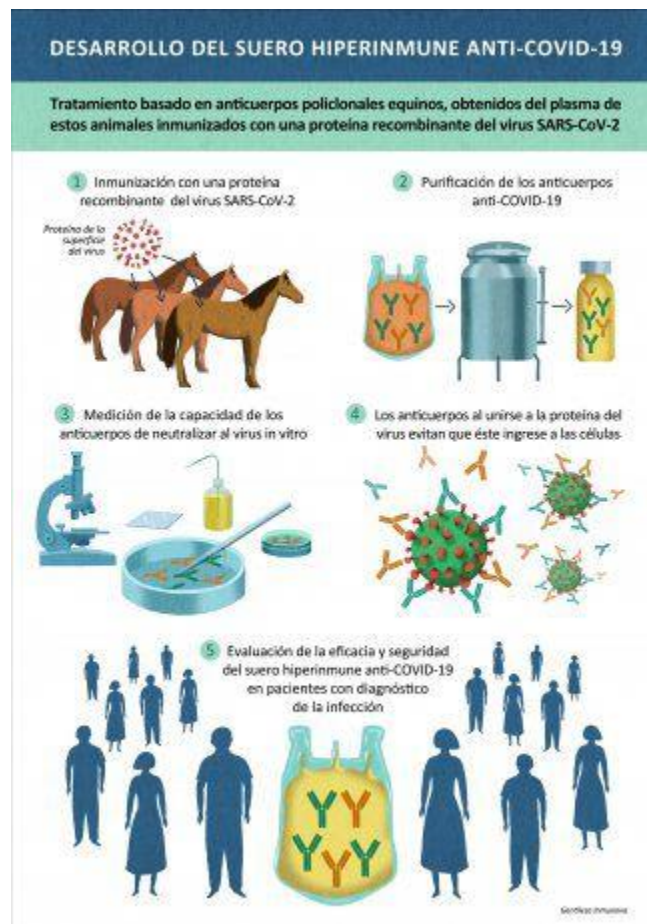 DESARROLLO DEL SUERO HIPERINMUNE ANTI-COVID-19
Tratamiento basado en anticuerpos policlonales equinos, obtenidos del plasma de
estos animales inmunizados con una proteína recombinante del virus SARS-CoV-2
1 Inmunización con una proteína
recombinante del virus SARS-CoV-2
Proteína de la
superficie
del virus
2 Purificación de los anticuerpos
anti-COVID-19
3 Medición de la capacidad de los
anticuerpos de neutralizar al virus in vitro
4 Los anticuerpos al unirse a la proteína del
virus evitan que éste ingrese a las células
5 Evaluación de la eficacia y seguridad
del suero hiperinmune anti-COVID-19
en pacientes con diagnóstico
de la infección
Gentileza Inmunova